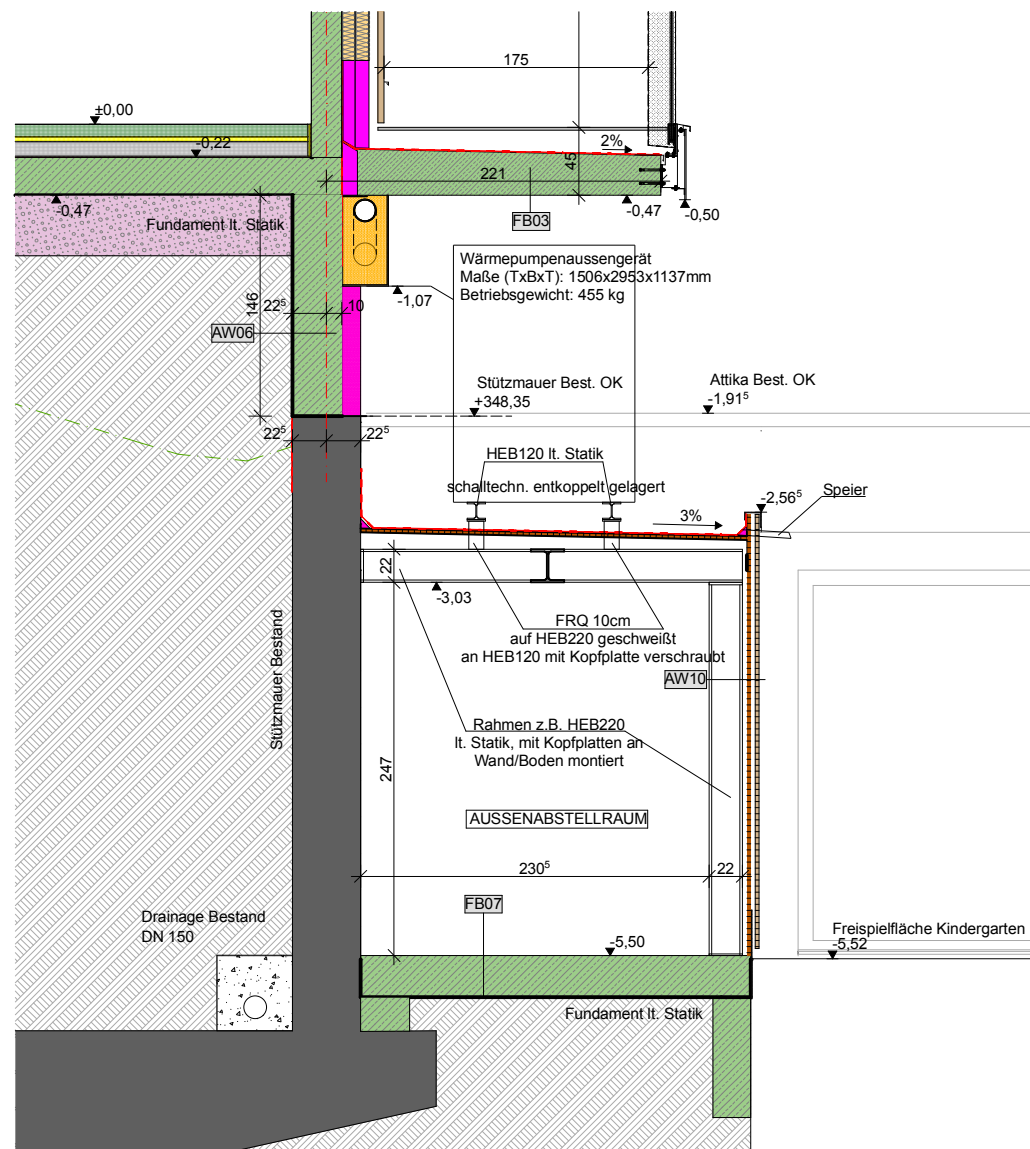 175
±0,00
-0,22
2%
45
221
-0,47
-0,47
-0,50
FB03
Fundament lt. Statik
Wärmepumpenaussengerät
Maße (TxBxT): 1506x2953x1137mm
Betriebsgewicht: 455 kg
-1,07
146
22⁵
10
AW06
Stützmauer Best. OK
+348,35
Attika Best. OK
-1,91⁵
22⁵
22⁵
HEB120 lt. Statik
schalltechn. entkoppelt gelagert
-2,56⁵
Speier
3%
22
-3,03
FRQ 10cm
auf HEB220 geschweißt
an HEB120 mit Kopfplatte verschraubt
Stützmauer Bestand
AW10
Rahmen z.B. HEB220
lt. Statik, mit Kopfplatten an
Wand/Boden montiert
247
AUSSENABSTELLRAUM
230⁵
22
FB07
Drainage Bestand
DN 150
-5,50
Freispielfläche Kindergarten
-5,52
Fundament lt. Statik